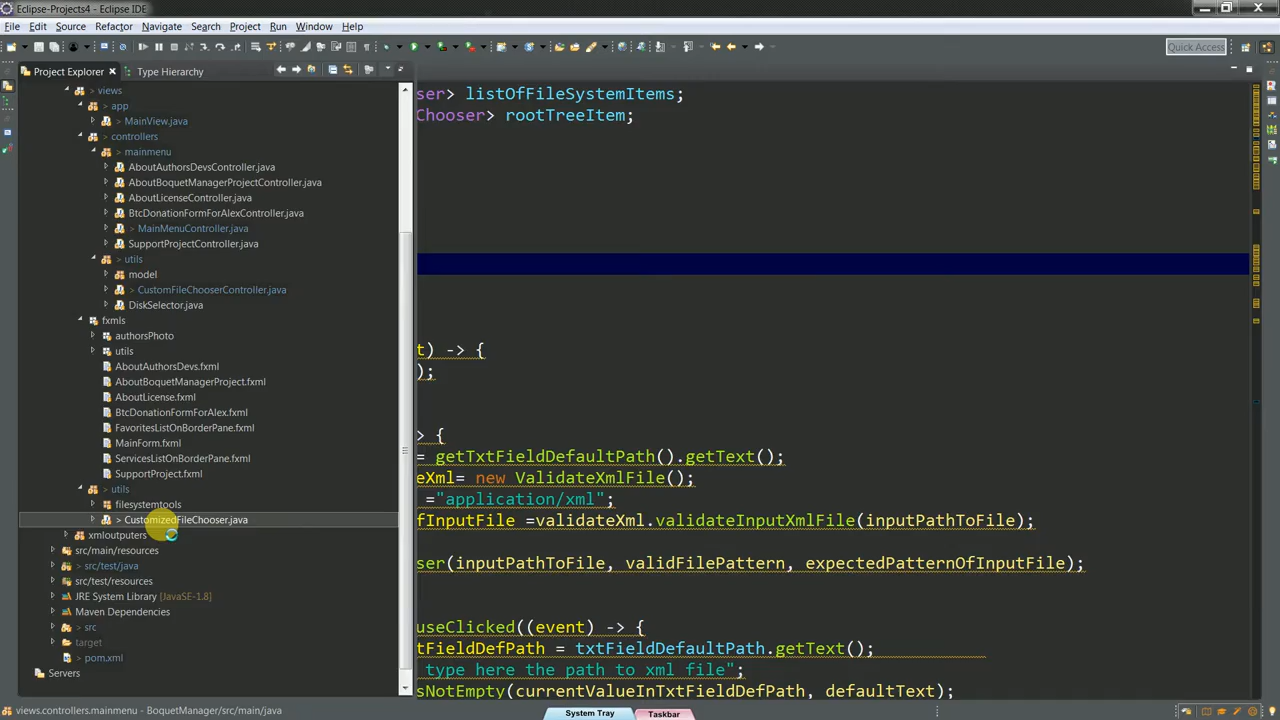 Eclipse-Projects4 - Eclipse IDE
File Edit Source Refactor Navigate Search Project Run Window Help
Quick Access
Project Explorer
Type Hierarchy
> views
> app
MainView.java
> controllers
> mainmenu
AboutAuthorsDevsController.java
AboutBoquetManagerProjectController.java
AboutLicenseController.java
BtcDonationFormForAlexController.java
> MainMenuController.java
SupportProjectController.java
> utils
model
> CustomFileChooserController.java
DiskSelector.java
> fxmls
authorsPhoto
utils
AboutAuthorsDevs.fxml
AboutBoquetManagerProject.fxml
AboutLicense.fxml
BtcDonationFormForAlex.fxml
FavoritesListOnBorderPane.fxml
MainForm.fxml
ServicesListOnBorderPane.fxml
SupportProject.fxml
> utils
filesystemtools
> CustomizedFileChooser.java
xmloutputers
src/main/resources
> src/test/java
src/test/resources
JRE System Library [JavaSE-1.8]
Maven Dependencies
> src
target
> pom.xml
Servers
ser> listOfFileSystemItems;
Chooser> rootTreeItem;
t) -> {
);
> {
= getTxtFieldDefaultPath().getText();
eXml= new ValidateXmlFile();
="application/xml";
fInputFile =validateXml.validateInputXmlFile(inputPathToFile);
ser(inputPathToFile, validFilePattern, expectedPatternOfInputFile);
useClicked((event) -> {
tFieldDefPath = txtFieldDefaultPath.getText();
type here the path to xml file";
sNotEmpty(currentValueInTxtFieldDefPath, defaultText);
views.controllers.mainmenu - BoquetManager/src/main/java
System Tray
Taskbar